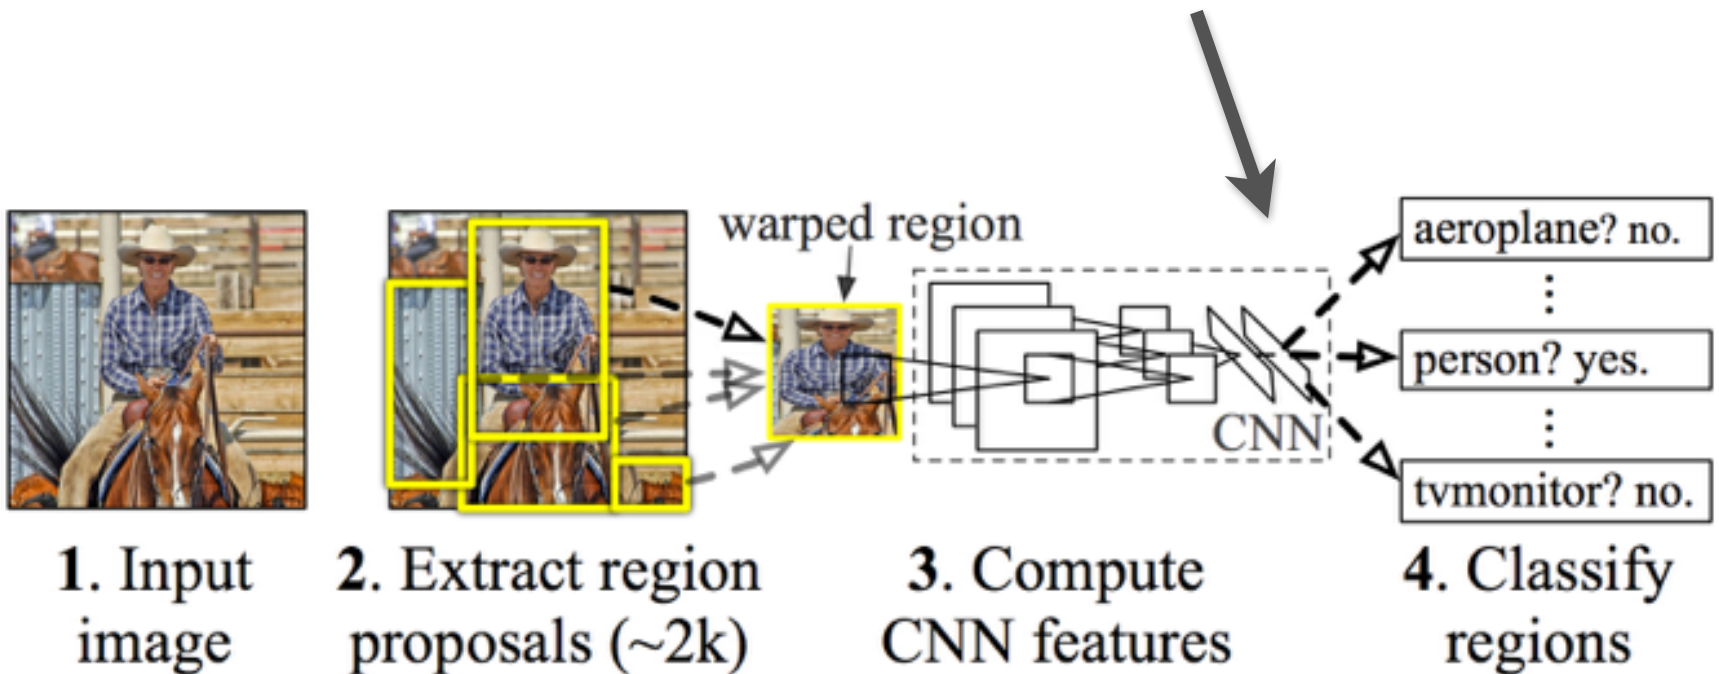 warped region
aeroplane? no.
person? yes.
CNN
tvmonitor? no.
1. Input
image
2. Extract region
proposals (~2k)
3. Compute
CNN features
4. Classify
regions